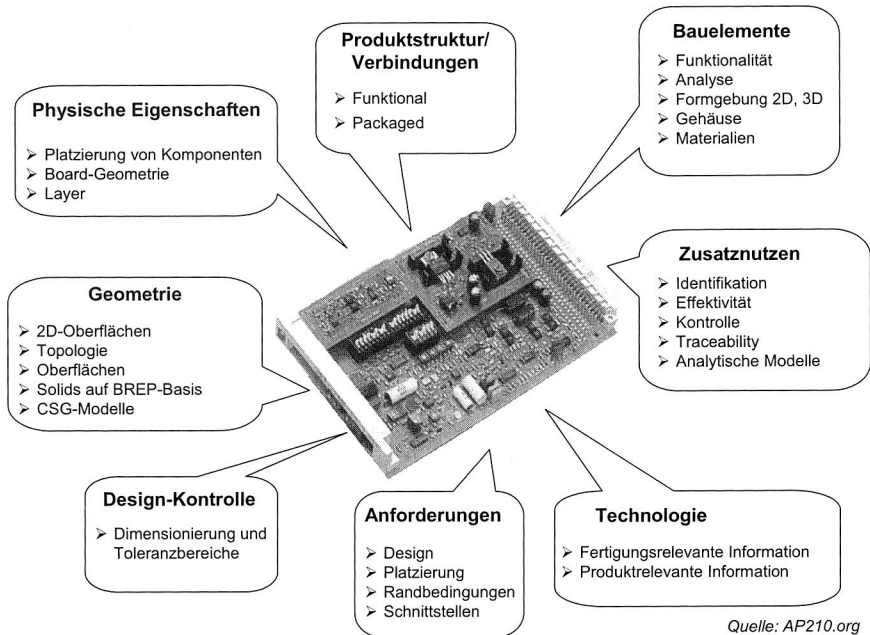 Produktstruktur/
Verbindungen
➢ Funktional
➢ Packaged
Bauelemente
➢ Funktionalität
➢ Analyse
➢ Formgebung 2D, 3D
➢ Gehäuse
➢ Materialien
Physische Eigenschaften
➢ Platzierung von Komponenten
➢ Board-Geometrie
➢ Layer
Zusatznutzen
➢ Identifikation
➢ Effektivität
➢ Kontrolle
➢ Traceability
➢ Analytische Modelle
Geometrie
➢ 2D-Oberflächen
➢ Topologie
➢ Oberflächen
➢ Solids auf BREP-Basis
➢ CSG-Modelle
Design-Kontrolle
➢ Dimensionierung und
Toleranzbereiche
Anforderungen
➢ Design
➢ Platzierung
➢ Randbedingungen
➢ Schnittstellen
Technologie
➢ Fertigungsrelevante Information
➢ Produktrelevante Information
Quelle: AP210.org